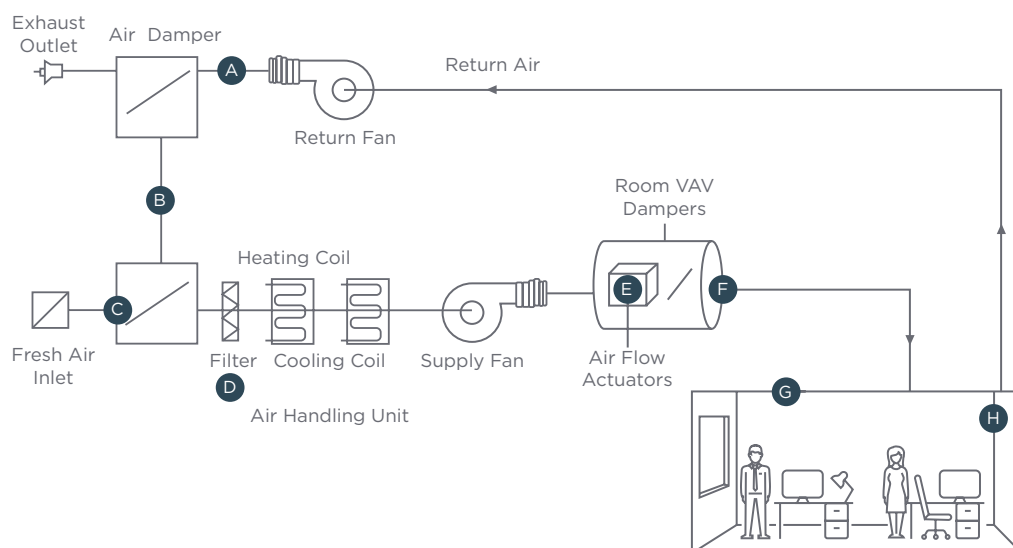 Exhaust
Outlet
Air Damper
A
Return Air
Return Fan
B
Room VAV
Dampers
Heating Coil
C
E
F
Fresh Air
Inlet
Filter
Cooling Coil
Supply Fan
Air Flow
Actuators
D
Air Handling Unit
G
H